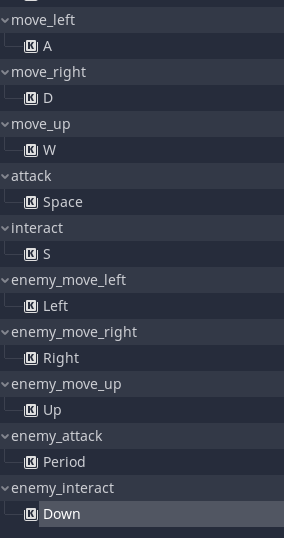 move_left
A
move_right
D
move_up
W
attack
Space
interact
S
enemy_move_left
Left
enemy_move_right
Right
enemy_move_up
Up
enemy_attack
Period
enemy_interact
Down